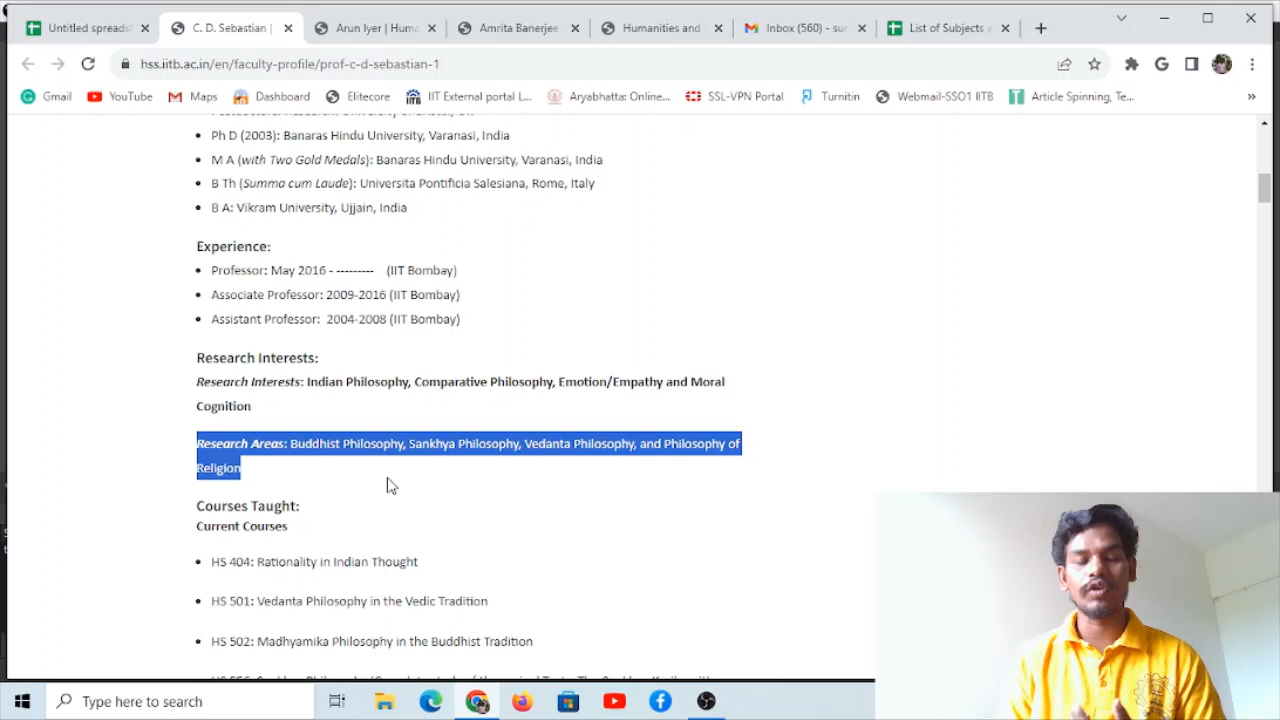 Untitled spreads
C. D. Sebastian |
Arun Iyer | Huma
Amrita Banerjee
Humanities and
Inbox (560) - sur
List of Subjects a
hss.iitb.ac.in/en/faculty-profile/prof-c-d-sebastian-1
Gmail
YouTube
Maps
Dashboard
Elitecore
IIT External portal L...
Aryabhatta: Online...
SSL-VPN Portal
Turnitin
Webmail-SSO1 IITB
Article Spinning, Te...
Ph D (2003): Banaras Hindu University, Varanasi, India
M A (with Two Gold Medals): Banaras Hindu University, Varanasi, India
B Th (Summa cum Laude): Universita Pontificia Salesiana, Rome, Italy
B A: Vikram University, Ujjain, India
Experience:
Professor: May 2016 - --------- (IIT Bombay)
Associate Professor: 2009-2016 (IIT Bombay)
Assistant Professor: 2004-2008 (IIT Bombay)
Research Interests:
Research Interests: Indian Philosophy, Comparative Philosophy, Emotion/Empathy and Moral
Cognition
Research Areas: Buddhist Philosophy, Sankhya Philosophy, Vedanta Philosophy, and Philosophy of
Religion
Courses Taught:
Current Courses
HS 404: Rationality in Indian Thought
HS 501: Vedanta Philosophy in the Vedic Tradition
HS 502: Madhyamika Philosophy in the Buddhist Tradition
Type here to search